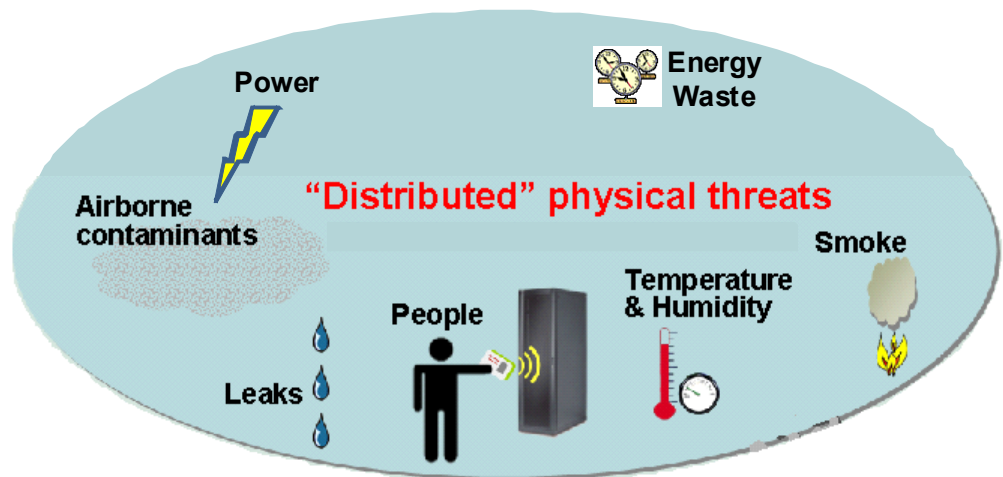 Power
Energy
Waste
“Distributed” physical threats
Airborne
contaminants
Smoke
Temperature
& Humidity
People
Leaks